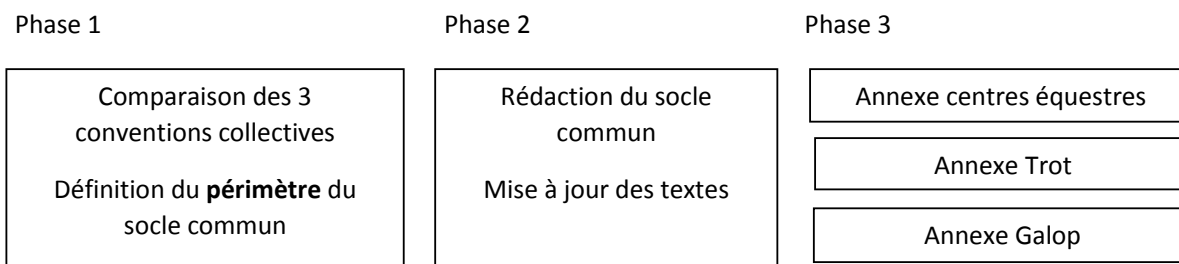 Phase 1
Phase 2
Phase 3
Comparaison des 3
conventions collectives
Définition du périmètre du
socle commun
Rédaction du socle
commun
Mise à jour des textes
Annexe centres équestres
Annexe Trot
Annexe Galop